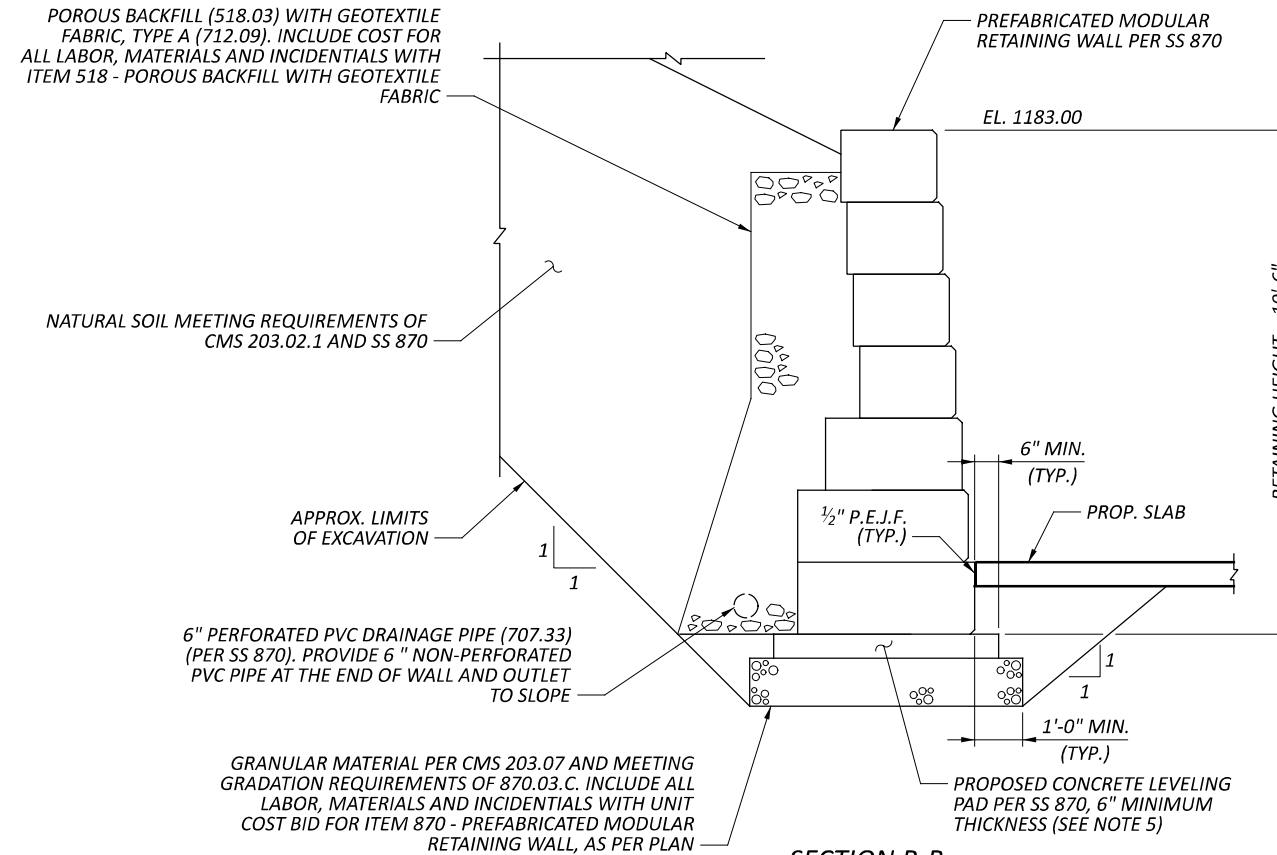 POROUS BACKFILL (518.03) WITH GEOTEXTILE
FABRIC, TYPE A (712.09). INCLUDE COST FOR
ALL LABOR, MATERIALS AND INCIDENTIALS WITH
ITEM 518 - POROUS BACKFILL WITH GEOTEXTILE
FABRIC
PREFABRICATED MODULAR
RETAINING WALL PER SS 870
EL. 1183.00
NATURAL SOIL MEETING REQUIREMENTS OF
CMS 203.02.1 AND SS 870
6" MIN.
(TYP.)
½" P.E.J.F.
(TYP.)
PROP. SLAB
APPROX. LIMITS
OF EXCAVATION
1
1
6" PERFORATED PVC DRAINAGE PIPE (707.33)
(PER SS 870). PROVIDE 6 " NON-PERFORATED
PVC PIPE AT THE END OF WALL AND OUTLET
TO SLOPE
1
1
1'-0" MIN.
(TYP.)
GRANULAR MATERIAL PER CMS 203.07 AND MEETING
GRADATION REQUIREMENTS OF 870.03.C. INCLUDE ALL
LABOR, MATERIALS AND INCIDENTIALS WITH UNIT
COST BID FOR ITEM 870 - PREFABRICATED MODULAR
RETAINING WALL, AS PER PLAN
PROPOSED CONCRETE LEVELING
PAD PER SS 870, 6" MINIMUM
THICKNESS (SEE NOTE 5)
SECTION B-B